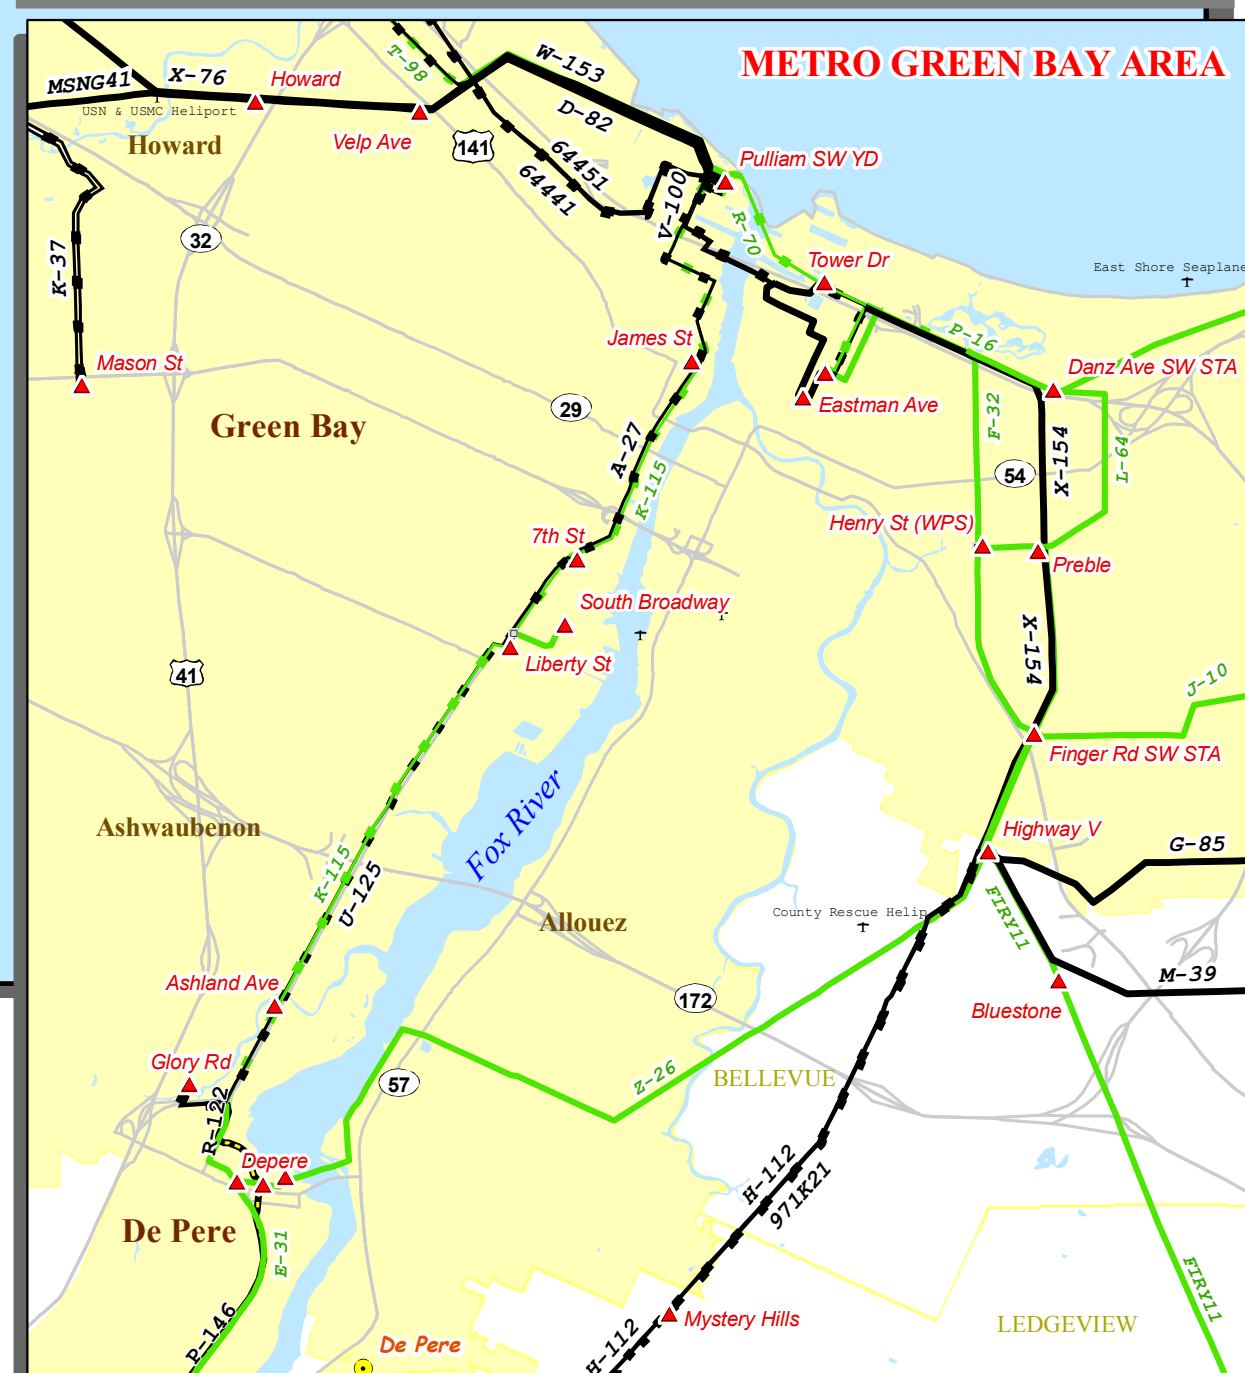 METRO GREEN BAY AREA
W-153
T-98
X-76
Howard
MSNG41
USN & USMC Heliport
D-82
Velp Ave
Howard
141
64451
64441
Pulliam SW YD
V-100
R-70
32
K-37
Tower Dr
East Shore Seaplane
P-16
James St
Mason St
Danz Ave SW STA
29
Eastman Ave
F-32
Green Bay
A-27
X-154
L-64
54
K-115
Henry St (WPS)
7th St
Preble
South Broadway
X-154
Liberty St
41
J-10
Finger Rd SW STA
Fox River
Ashwaubenon
Highway V
G-85
K-115
U-125
County Rescue Help
FIRY11
Allouez
M-39
Ashland Ave
172
Bluestone
Glory Rd
57
Z-26
BELLEVUE
R-122
Depere
H-112
971K21
De Pere
E-31
FIRY11
P-146
Mystery Hills
LEDGEVIEW
De Pere
H-112